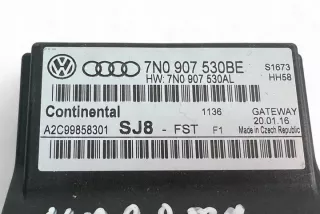 7N0 907 530BE S1673
HW: 7N0 907 530AL HH58
Continental 1136 GATEWAY
A2C99858301 SJ8 - FST F1 20.01.16
Made in Czech Republic